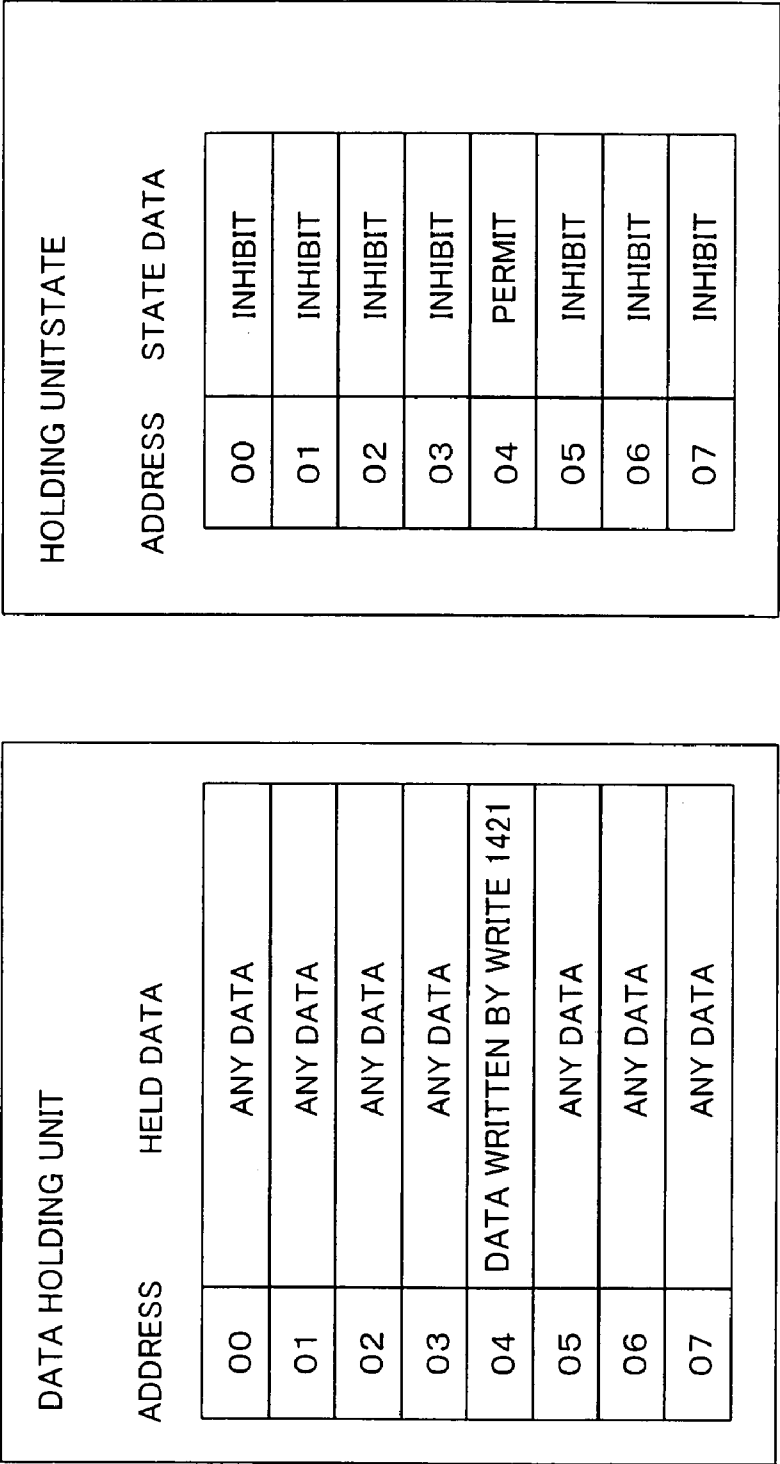 DATA HOLDING UNIT
ADDRESS HELD DATA
00 ANY DATA
01 ANY DATA
02 ANY DATA
03 ANY DATA
04 DATA WRITTEN BY WRITE 1421
05 ANY DATA
06 ANY DATA
07 ANY DATA
HOLDING UNITSTATE
ADDRESS STATE DATA
00 INHIBIT
01 INHIBIT
02 INHIBIT
03 INHIBIT
04 PERMIT
05 INHIBIT
06 INHIBIT
07 INHIBIT